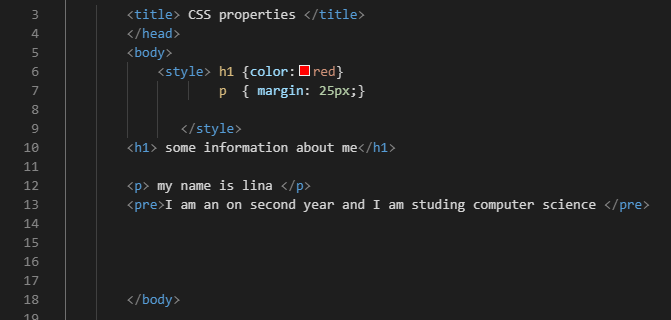 3 <title> CSS properties </title>
4 </head>
5 <body>
6 <style> h1 {color:red}
7 p { margin: 25px;}
8
9 </style>
10 <h1> some information about me</h1>
11
12 <p> my name is lina </p>
13 <pre>I am an on second year and I am studing computer science </pre>
14
15
16
17
18 </body>
19